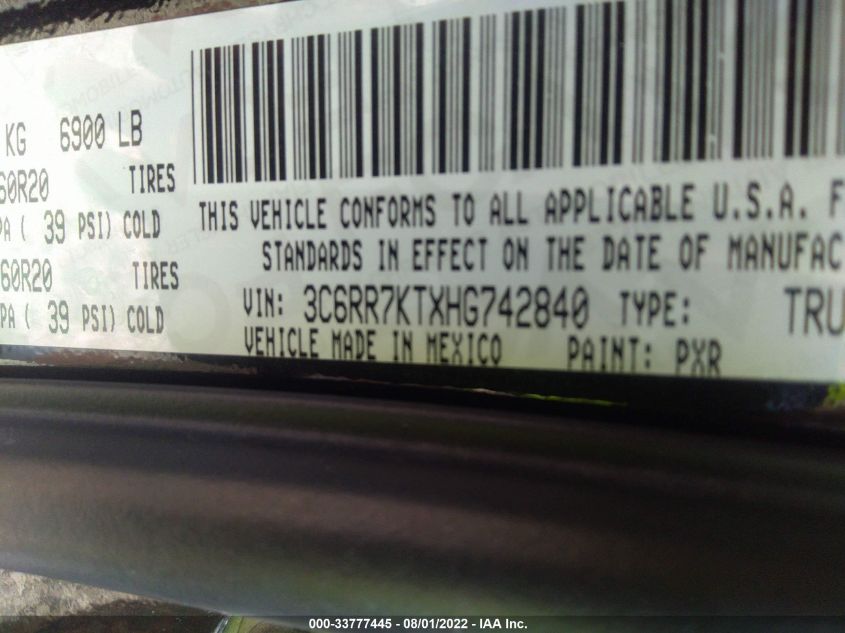 KG 6900 LB
60R20 TIRES
PA ( 39 PSI) COLD
60R20 TIRES
PA ( 39 PSI) COLD
THIS VEHICLE CONFORMS TO ALL APPLICABLE U.S.A. F
STANDARDS IN EFFECT ON THE DATE OF MANUFAC
VIN: 3C6RR7KTXHG742840 TYPE: TRU
VEHICLE MADE IN MEXICO PAINT: PXR
000-33777445 - 08/01/2022 - IAA Inc.